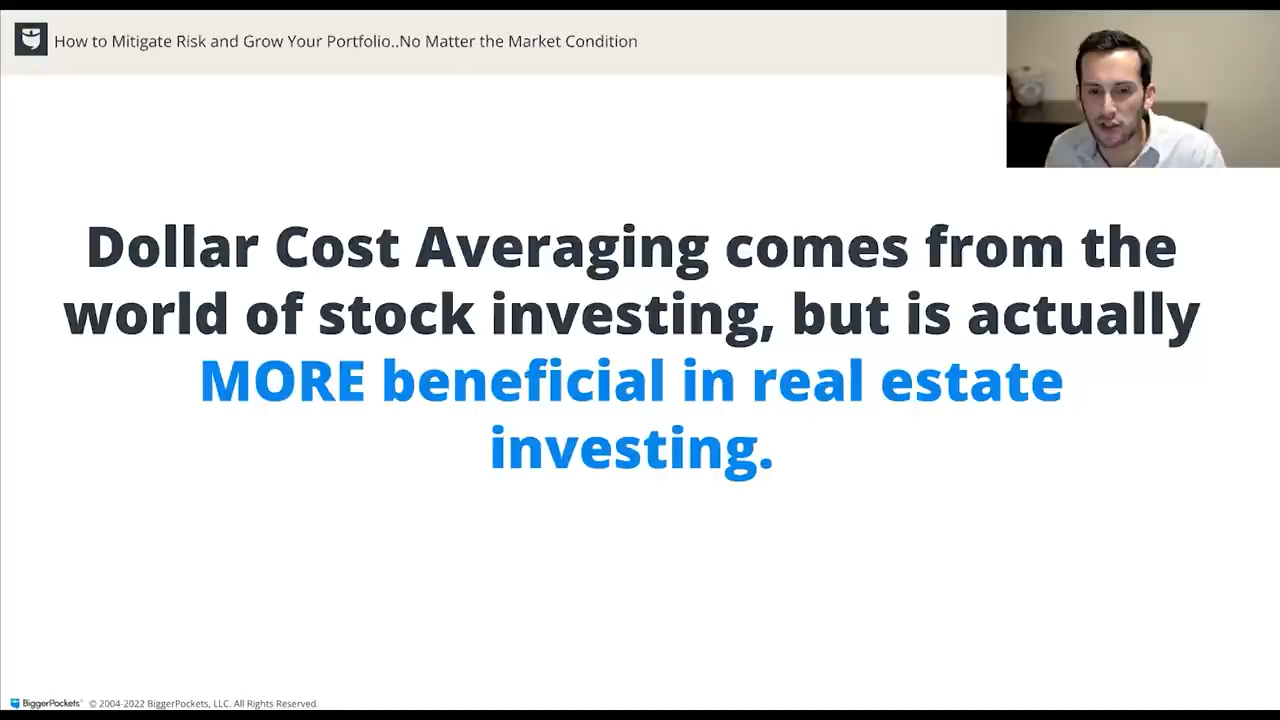 How to Mitigate Risk and Grow Your Portfolio..No Matter the Market Condition
Dollar Cost Averaging comes from the
world of stock investing, but is actually
MORE beneficial in real estate
investing.
BiggerPockets © 2004-2022 BiggerPockets, LLC. All Rights Reserved.